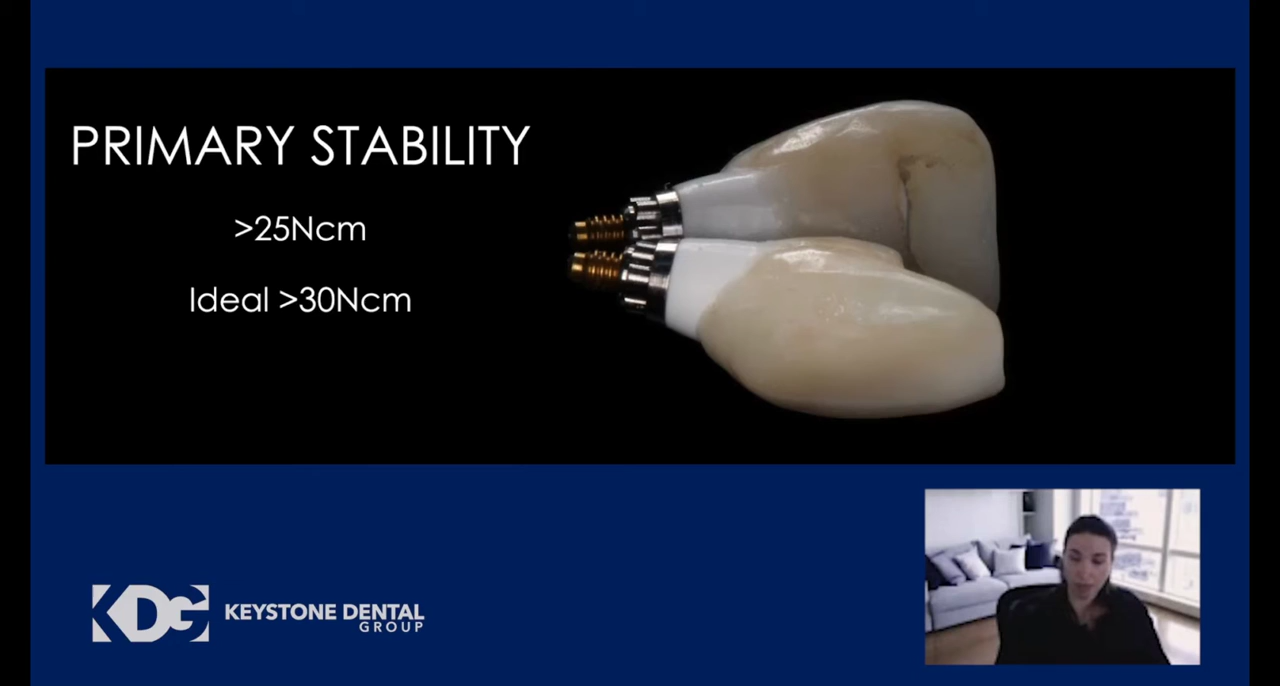 PRIMARY STABILITY
>25Ncm
Ideal >30Ncm
KDG KEYSTONE DENTAL
GROUP